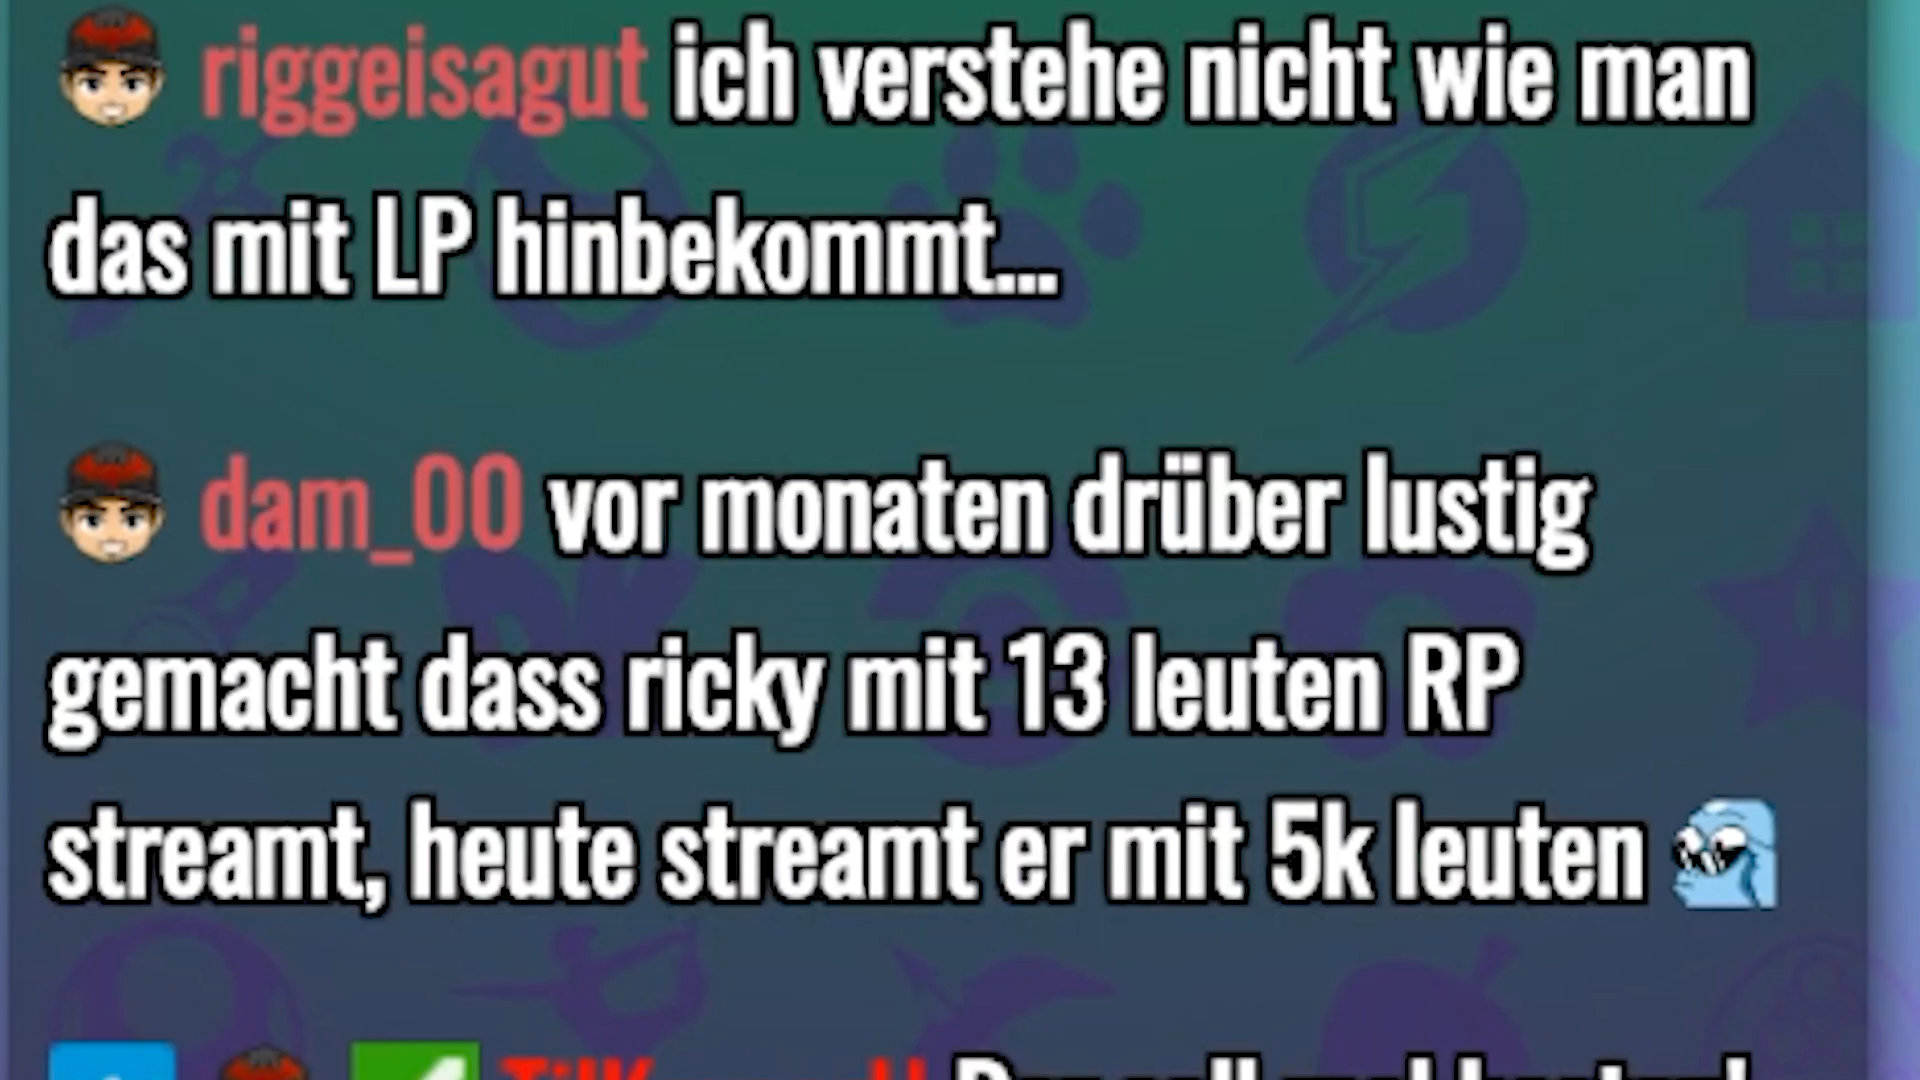 riggeisagut ich verstehe nicht wie man
das mit LP hinbekommt...
dam_00 vor monaten drüber lustig
gemacht dass ricky mit 13 leuten RP
streamt, heute streamt er mit 5k leuten